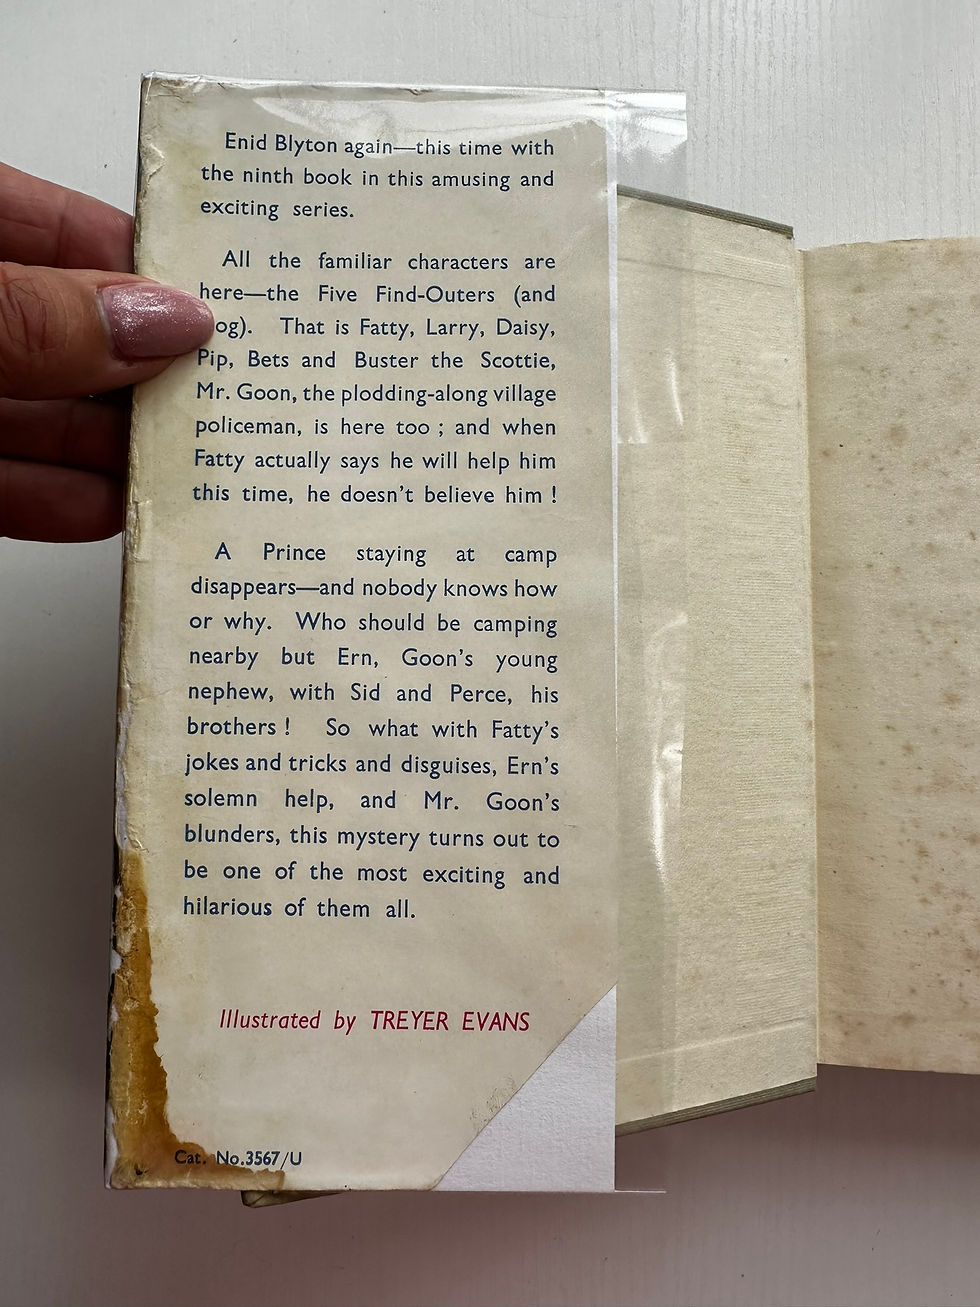 Enid Blyton again—this time with
the ninth book in this amusing and
exciting series.
All the familiar characters are
here—the Five Find-Outers (and
og). That is Fatty, Larry, Daisy,
Pip, Bets and Buster the Scottie,
Mr. Goon, the plodding-along village
policeman, is here too ; and when
Fatty actually says he will help him
this time, he doesn't believe him !
A Prince staying at camp
disappears—and nobody knows how
or why. Who should be camping
nearby but Ern, Goon's young
nephew, with Sid and Perce, his
brothers ! So what with Fatty's
jokes and tricks and disguises, Ern's
solemn help, and Mr. Goon's
blunders, this mystery turns out to
be one of the most exciting and
hilarious of them all.
Illustrated by TREYER EVANS
Cat. No.3567/U